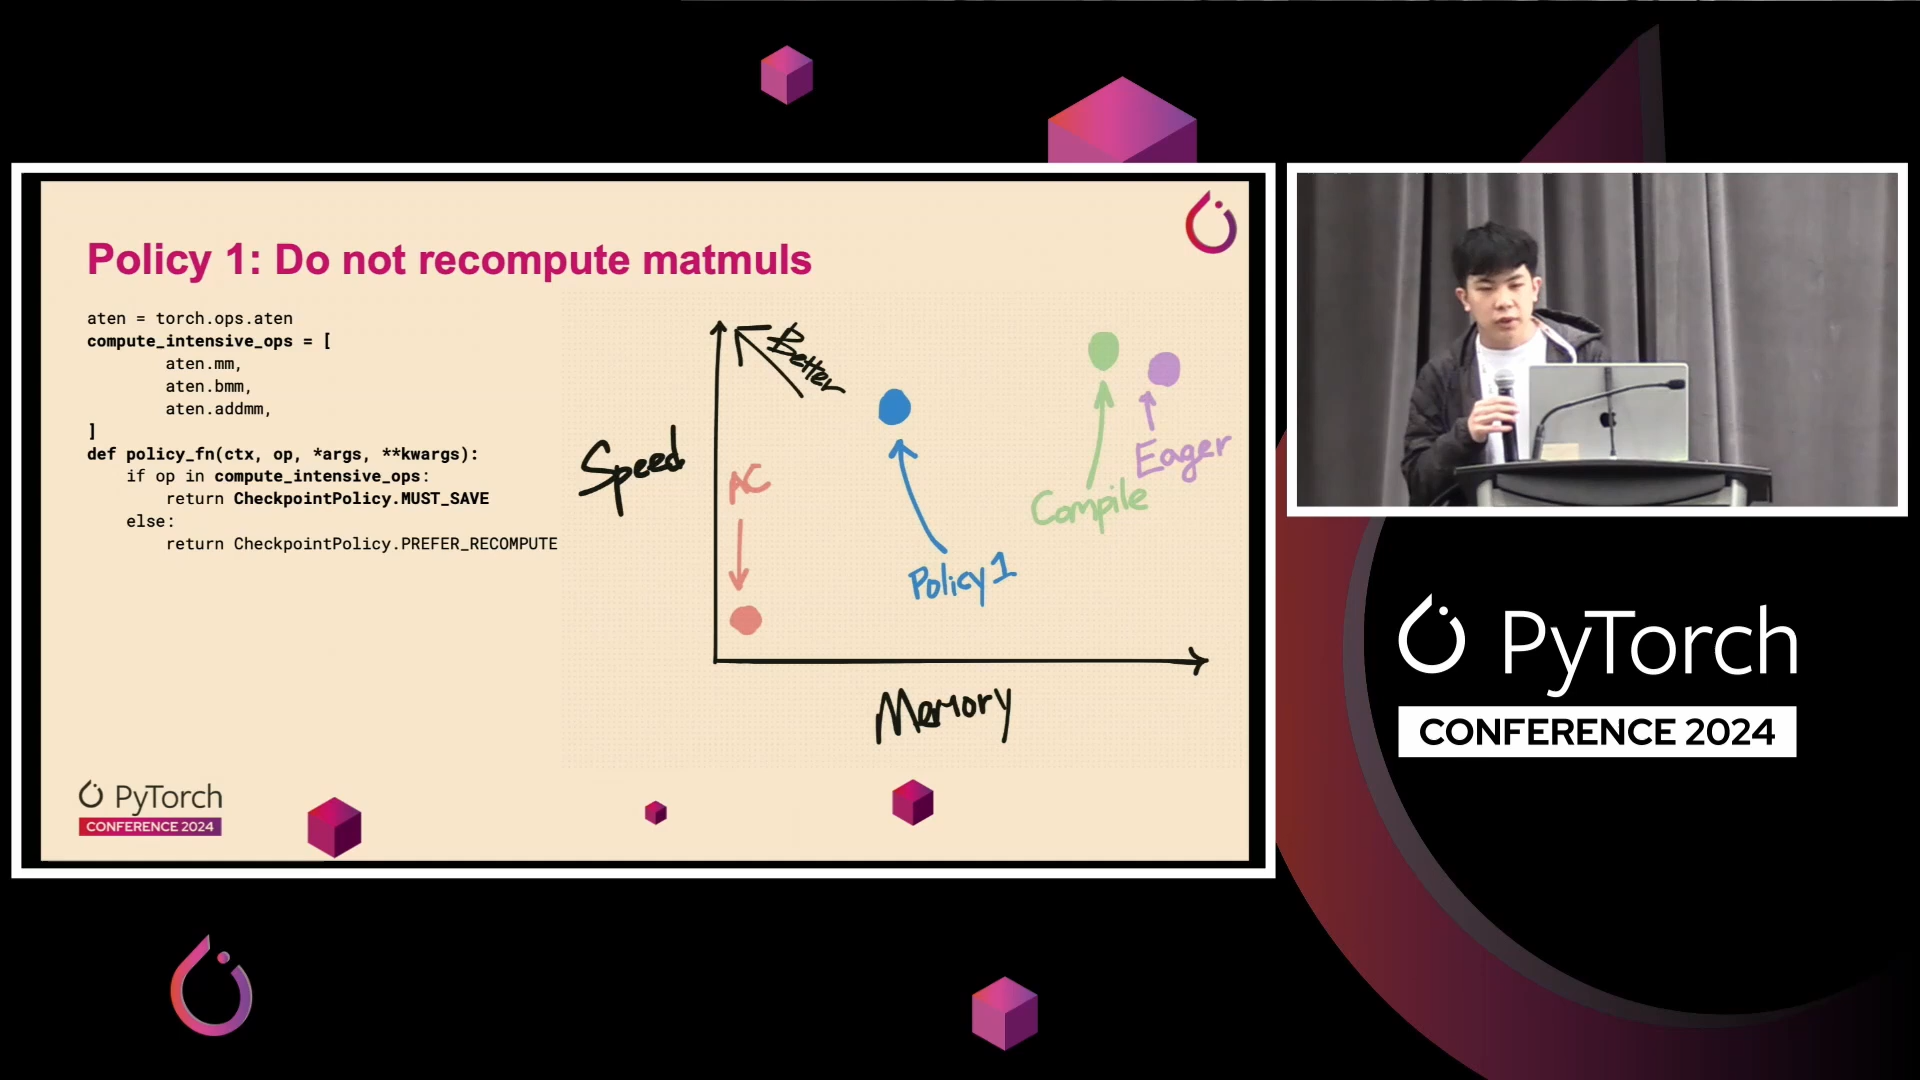 Policy 1: Do not recompute matmuls
aten = torch.ops.aten
compute_intensive_ops = [
aten.mm,
aten.bmm,
aten.addmm,
]
def policy_fn(ctx, op, *args, **kwargs):
if op in compute_intensive_ops:
return CheckpointPolicy.MUST_SAVE
else:
return CheckpointPolicy.PREFER_RECOMPUTE
Better
Speed
AC
Policy 1
Compile
Eager
Memory
PyTorch
CONFERENCE 2024
PyTorch
CONFERENCE 2024